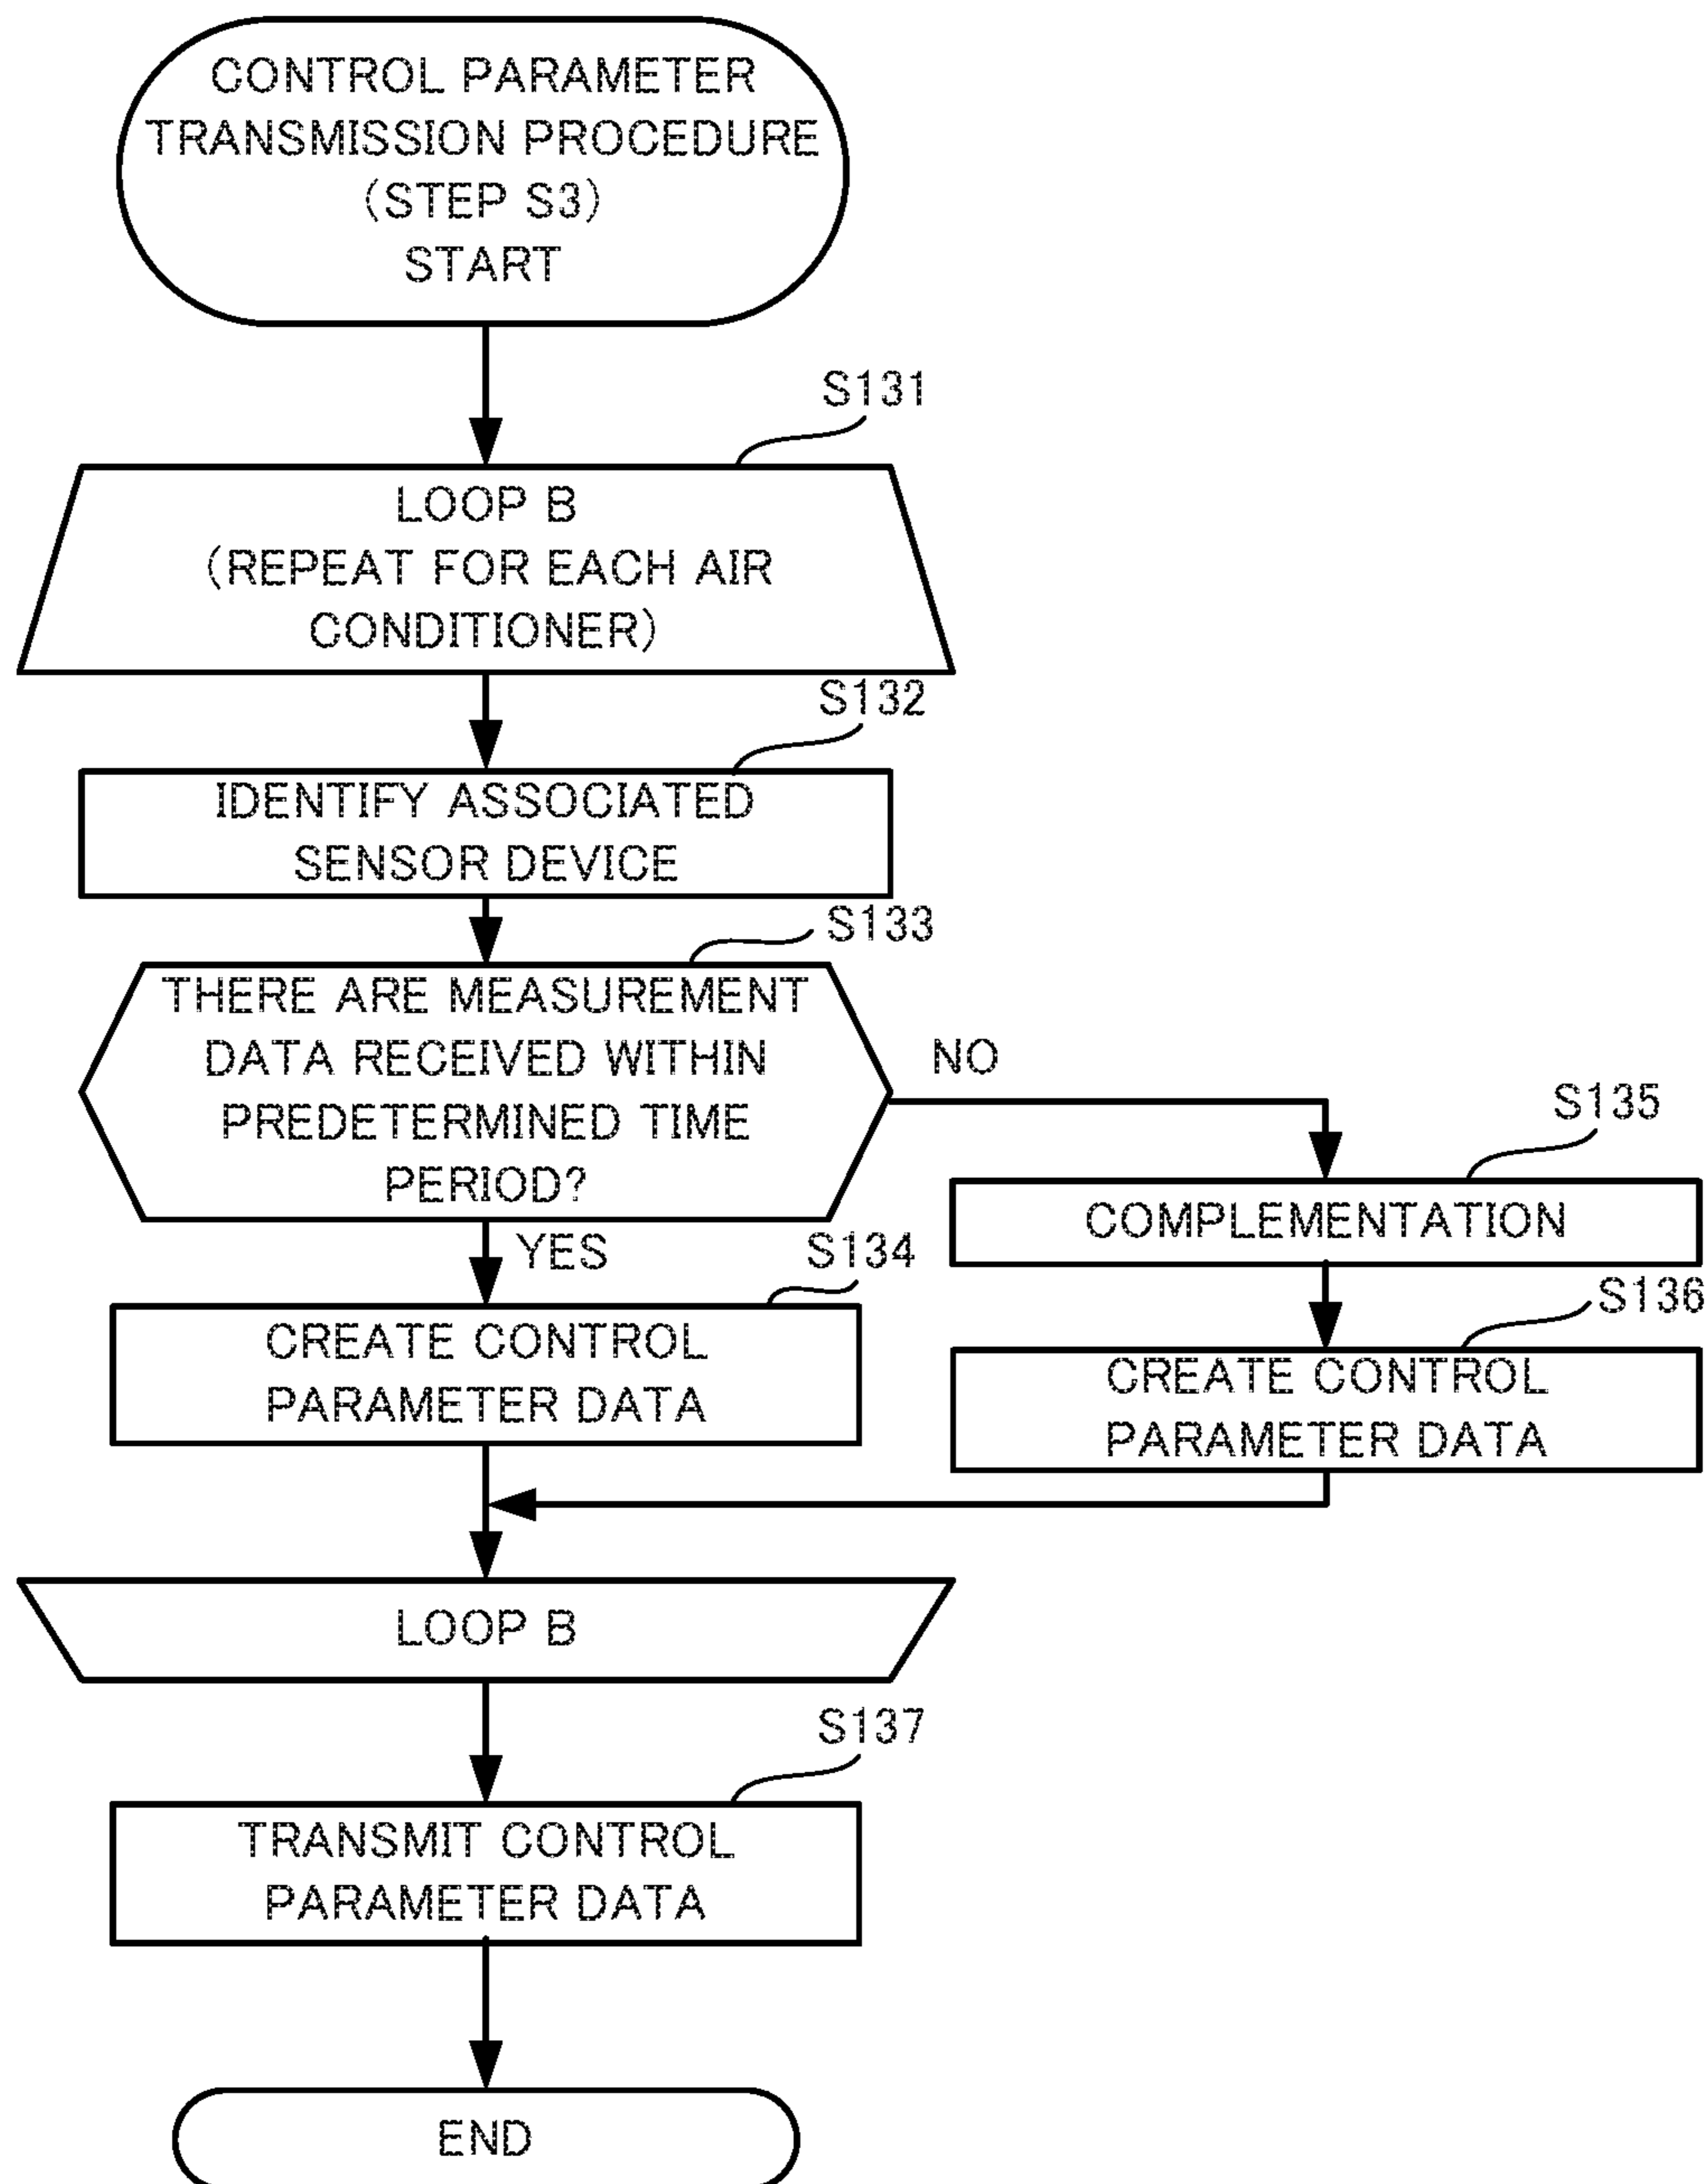 CONTROL PARAMETER
TRANSMISSION PROCEDURE
(STEP S3)
START
S131
LOOP B
(REPEAT FOR EACH AIR
CONDITIONER)
S132
IDENTIFY ASSOCIATED
SENSOR DEVICE
S133
THERE ARE MEASUREMENT
DATA RECEIVED WITHIN
PREDETERMINED TIME
PERIOD?
NO
S135
COMPLEMENTATION
YES
S134
CREATE CONTROL
PARAMETER DATA
S136
CREATE CONTROL
PARAMETER DATA
LOOP B
S137
TRANSMIT CONTROL
PARAMETER DATA
END